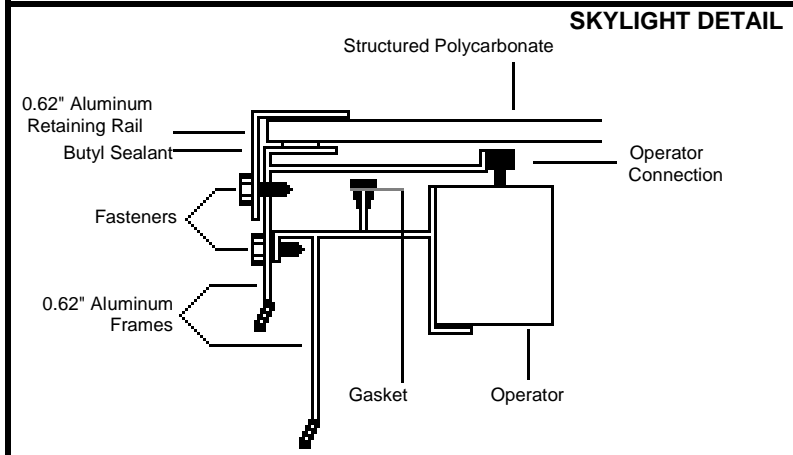 SKYLIGHT DETAIL
Structured Polycarbonate
0.62" Aluminum
Retaining Rail
Butyl Sealant
Operator
Connection
Fasteners
0.62" Aluminum
Frames
Gasket
Operator